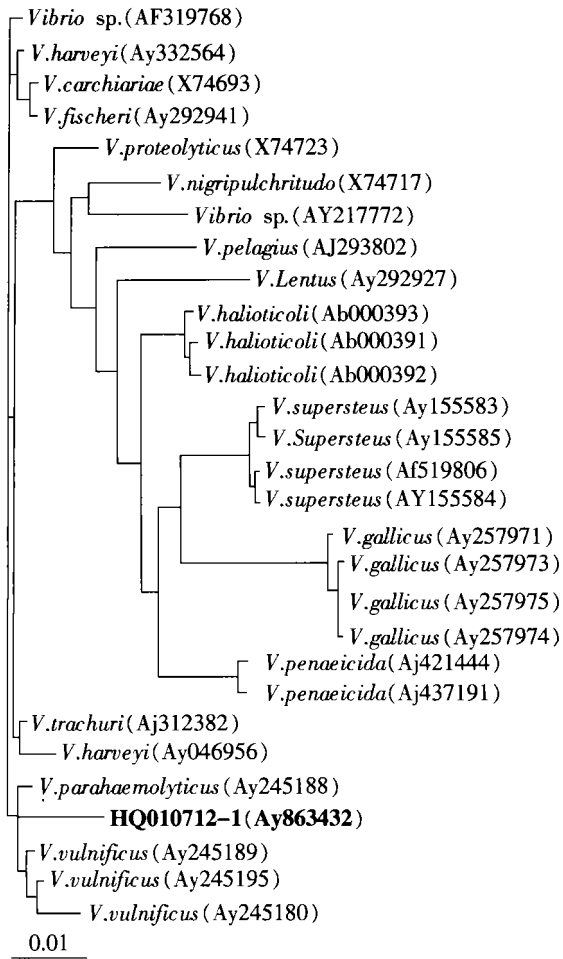 Vibrio sp.(AF319768)
V.harveyi(Ay332564)
V.carchiariae(X74693)
V.fischeri(Ay292941)
V.proteolyticus(X74723)
V.nigripulchritudo(X74717)
Vibrio sp.(AY217772)
V.pelagius(AJ293802)
V.Lentus(Ay292927)
V.halioticoli(Ab000393)
V.halioticoli(Ab000391)
V.halioticoli(Ab000392)
V.supersteus(Ay155583)
V.Supersteus(Ay155585)
V.supersteus(Af519806)
V.supersteus(AY155584)
V.gallicus(Ay257971)
V.gallicus(Ay257973)
V.gallicus(Ay257975)
V.gallicus(Ay257974)
V.penaeicida(Aj421444)
V.penaeicida(Aj437191)
V.trachuri(Aj312382)
V.harveyi(Ay046956)
V.parahaemolyticus(Ay245188)
HQ010712-1(Ay863432)
V.vulnificus(Ay245189)
V.vulnificus(Ay245195)
V.vulnificus(Ay245180)
0.01